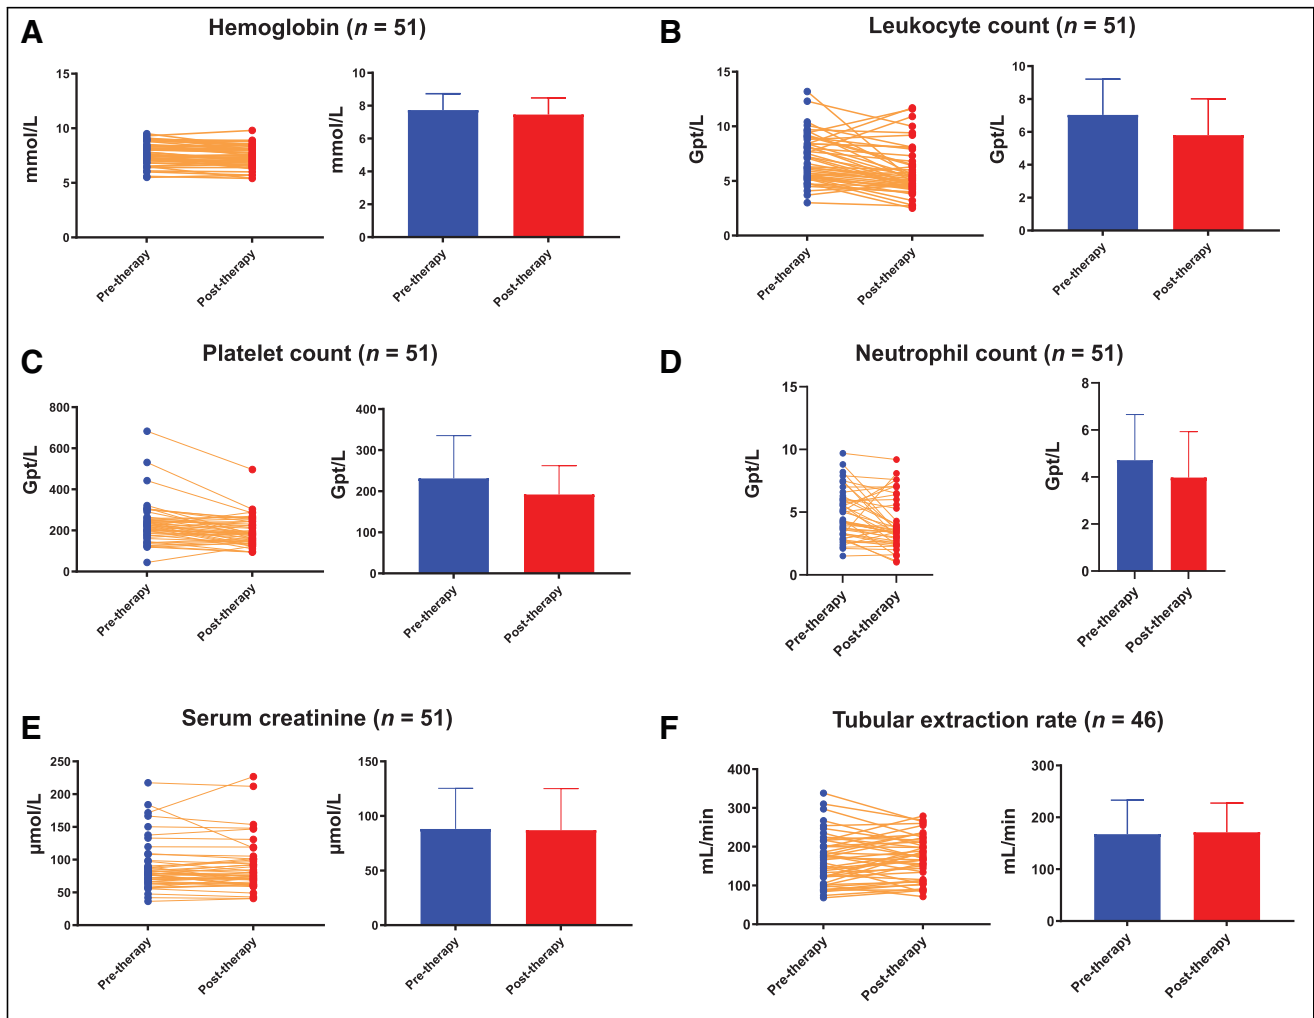 A
Hemoglobin (n = 51)
mmol/L
15
10
5
0
Pre-therapy
Post-therapy
mmol/L
10
8
6
4
2
0
Pre-therapy
Post-therapy
B
Leukocyte count (n = 51)
Gpt/L
15
10
5
0
Pre-therapy
Post-therapy
Gpt/L
10
8
6
4
2
0
Pre-therapy
Post-therapy
C
Platelet count (n = 51)
Gpt/L
800
600
400
200
0
Pre-therapy
Post-therapy
Gpt/L
400
300
200
100
0
Pre-therapy
Post-therapy
D
Neutrophil count (n = 51)
Gpt/L
15
10
5
0
Pre-therapy
Post-therapy
Gpt/L
8
6
4
2
0
Pre-therapy
Post-therapy
E
Serum creatinine (n = 51)
µmol/L
250
200
150
100
50
0
Pre-therapy
Post-therapy
µmol/L
150
100
50
0
Pre-therapy
Post-therapy
F
Tubular extraction rate (n = 46)
mL/min
400
300
200
100
0
Pre-therapy
Post-therapy
mL/min
300
200
100
0
Pre-therapy
Post-therapy